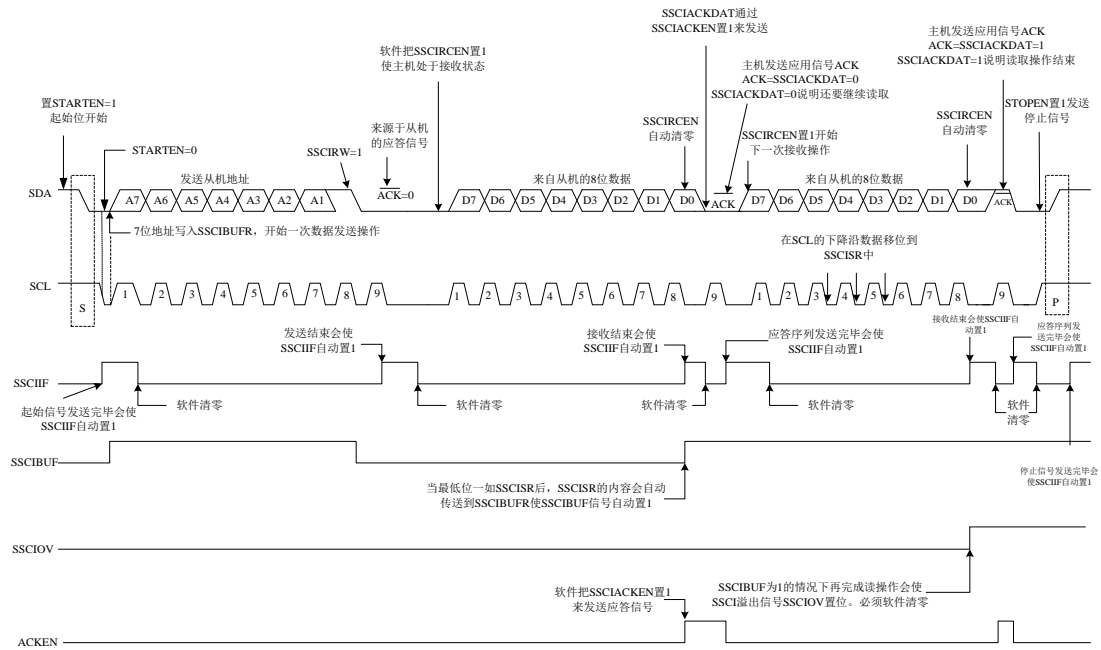 SSCIACKDAT通过
SSCIACKEN置1来发送
主机发送应用信号ACK
ACK=SSCIACKDAT=1
SSCIACKDAT=1说明读取操作结束
软件把SSCIRCEN置1
使主机处于接收状态
主机发送应用信号ACK
ACK=SSCIACKDAT=0
SSCIACKDAT=0说明还要继续读取
置STARTEN=1
起始位开始
STOPEN置1发送
停止信号
来源于从机
的应答信号
SSCIRCEN
自动清零
SSCIRCEN
自动清零
SSCIRCEN置1开始
下一次接收操作
STARTEN=0
SSCIRW=1
发送从机地址
ACK=0
来自从机的8位数据
来自从机的8位数据
SDA
A7 A6 A5 A4 A3 A2 A1
D7 D6 D5 D4 D3 D2 D1 D0
ACK
D7 D6 D5 D4 D3 D2 D1 D0
ACK
7位地址写入SSCIBUFR，开始一次数据发送操作
在SCL的下降沿数据移位到
SSCISR中
SCL
S
1 2 3 4 5 6 7 8 9
1 2 3 4 5 6 7 8 9
1 2 3 4 5 6 7 8 9
P
发送结束会使
SSCIIF自动置1
接收结束会使
SSCIIF自动置1
应答序列发送完毕会使
SSCIIF自动置1
接收结束会使SSCIIF自
动置1
应答序列发
送完毕会使
SSCIIF自动置1
SSCIIF
起始信号发送完毕会使
SSCIIF自动置1
软件清零
软件清零
软件清零
软件清零
软件
清零
SSCIBUF
停止信号发送完毕会
使SSCIIF自动置1
当最低位一如SSCISR后，SSCISR的内容会自动
传送到SSCIBUFR使SSCIBUF信号自动置1
SSCIOV
SSCIBUF为1的情况下再完成读操作会使
SSCI溢出信号SSCIOV置位。必须软件清零
软件把SSCIACKEN置1
来发送应答信号
ACKEN